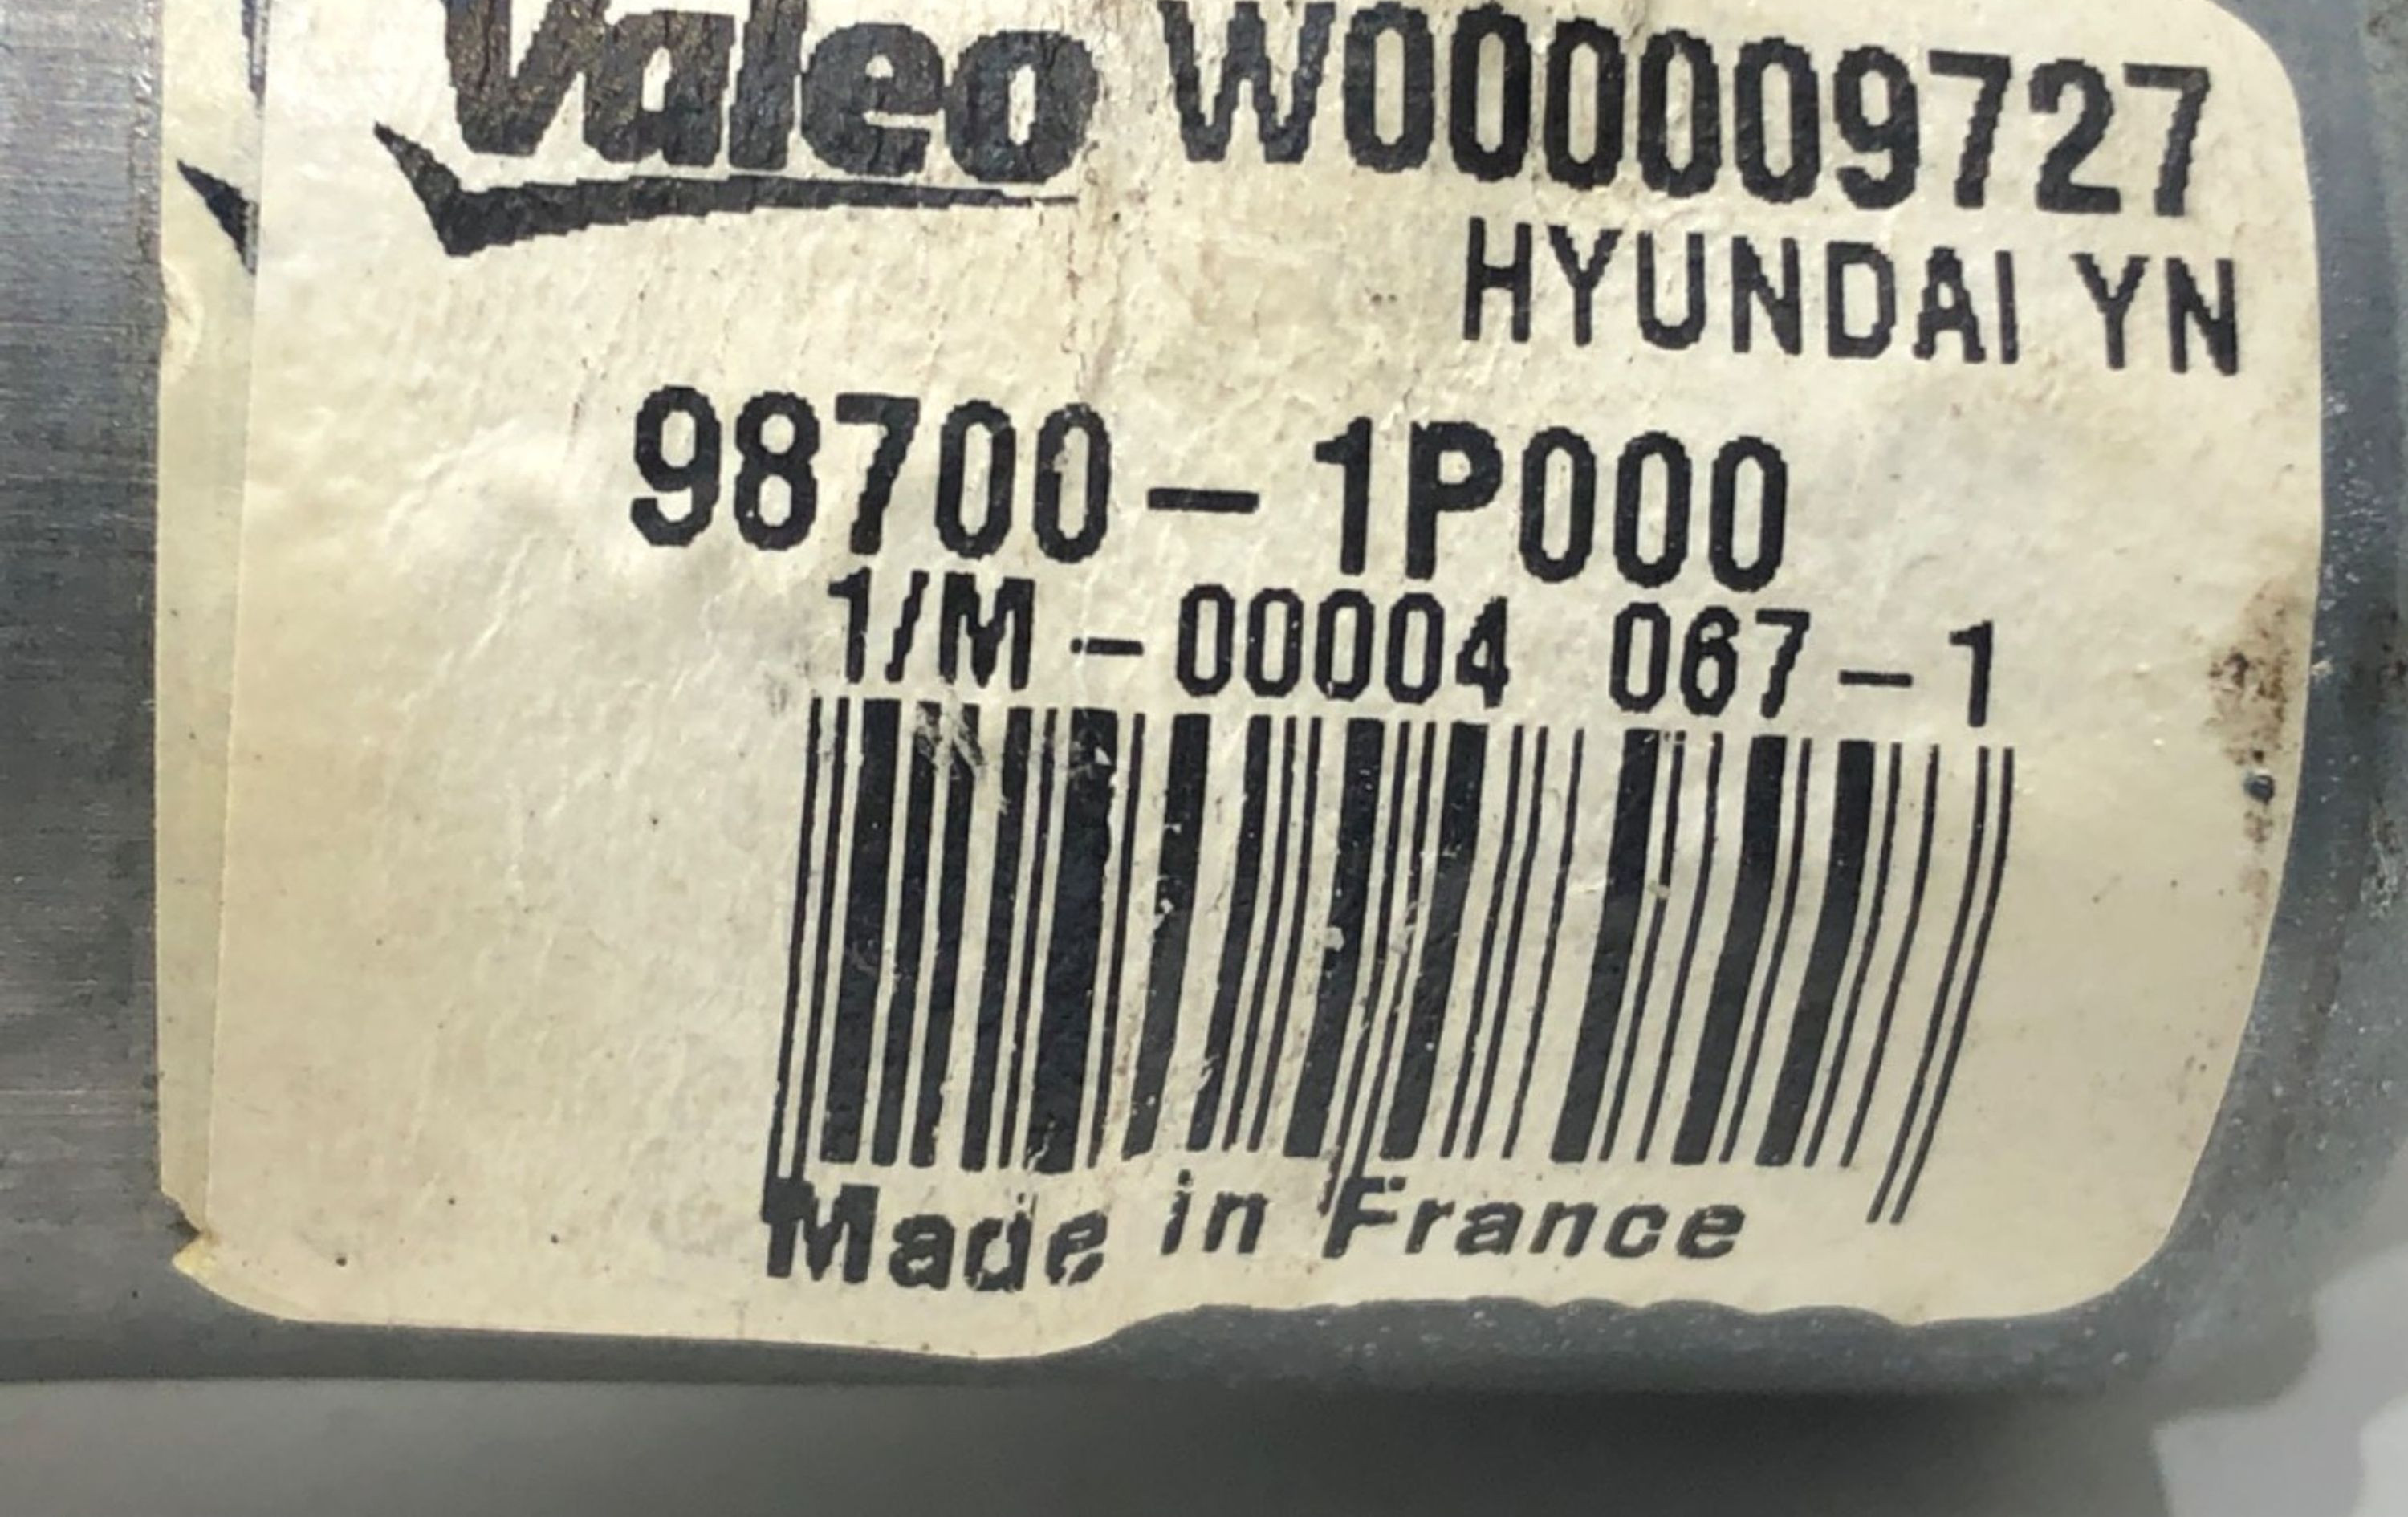 Valeo W000009727
HYUNDAI YN
98700-1P000
1/M-00004 067-1
Made in France